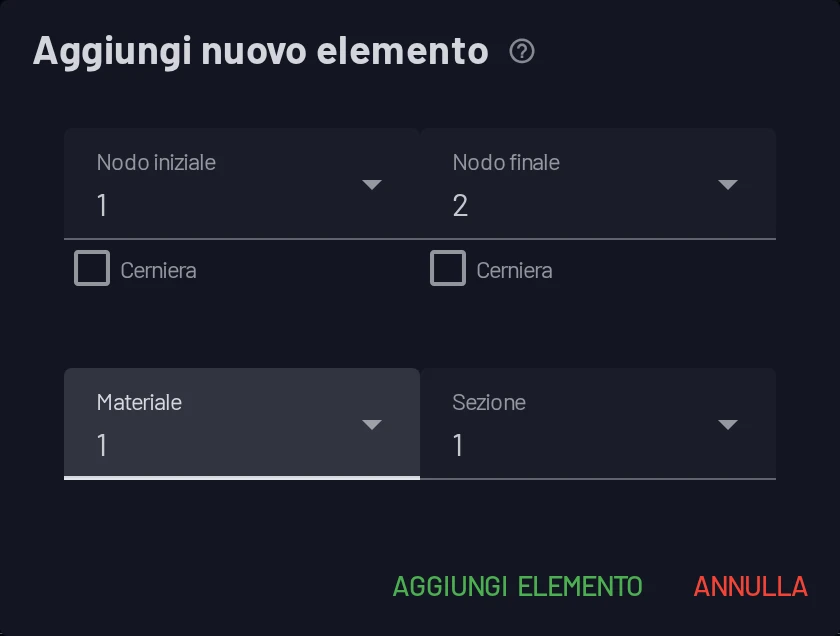 Aggiungi nuovo elemento ?
Nodo iniziale Nodo finale
1 2
Cerniera Cerniera
Materiale Sezione
1 1
AGGIUNGI ELEMENTO ANNULLA